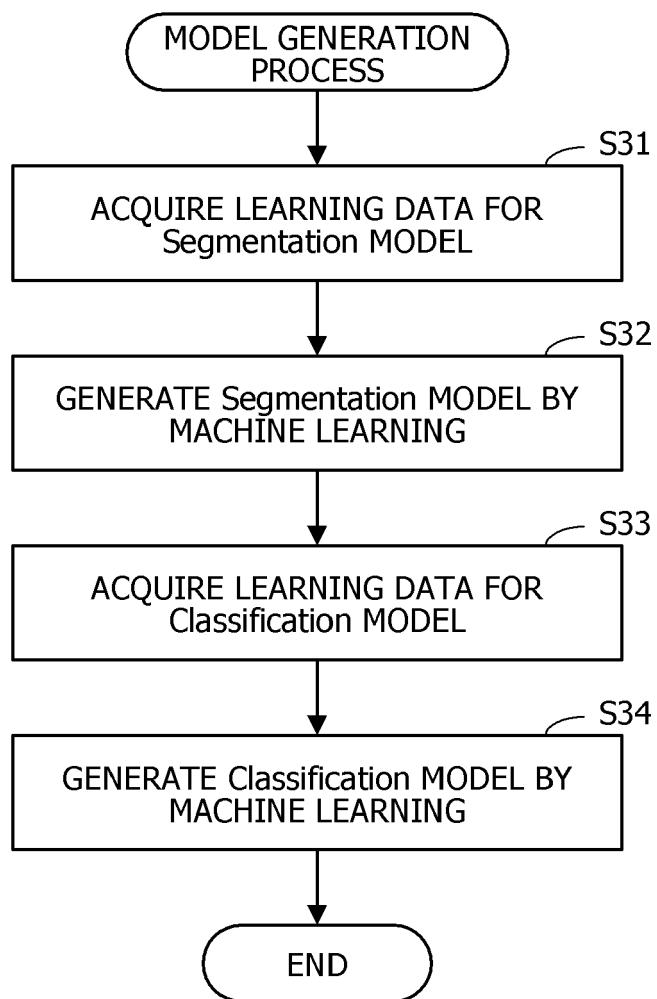 MODEL GENERATION
PROCESS
S31
ACQUIRE LEARNING DATA FOR
Segmentation MODEL
S32
GENERATE Segmentation MODEL BY
MACHINE LEARNING
S33
ACQUIRE LEARNING DATA FOR
Classification MODEL
S34
GENERATE Classification MODEL BY
MACHINE LEARNING
END